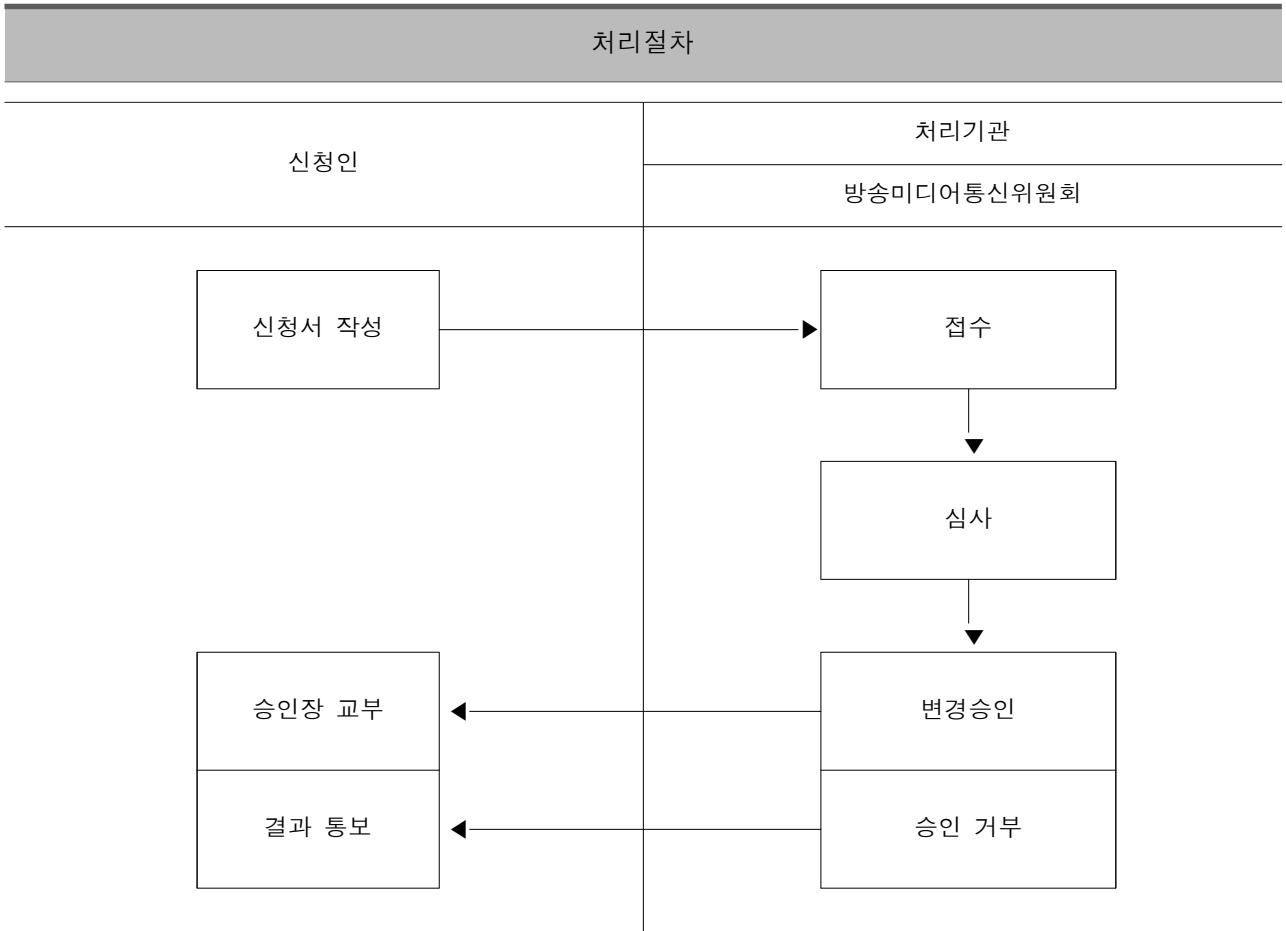 처리절차
신청인
처리기관
방송미디어통신위원회
신청서 작성
접수
심사
승인장 교부
변경승인
결과 통보
승인 거부